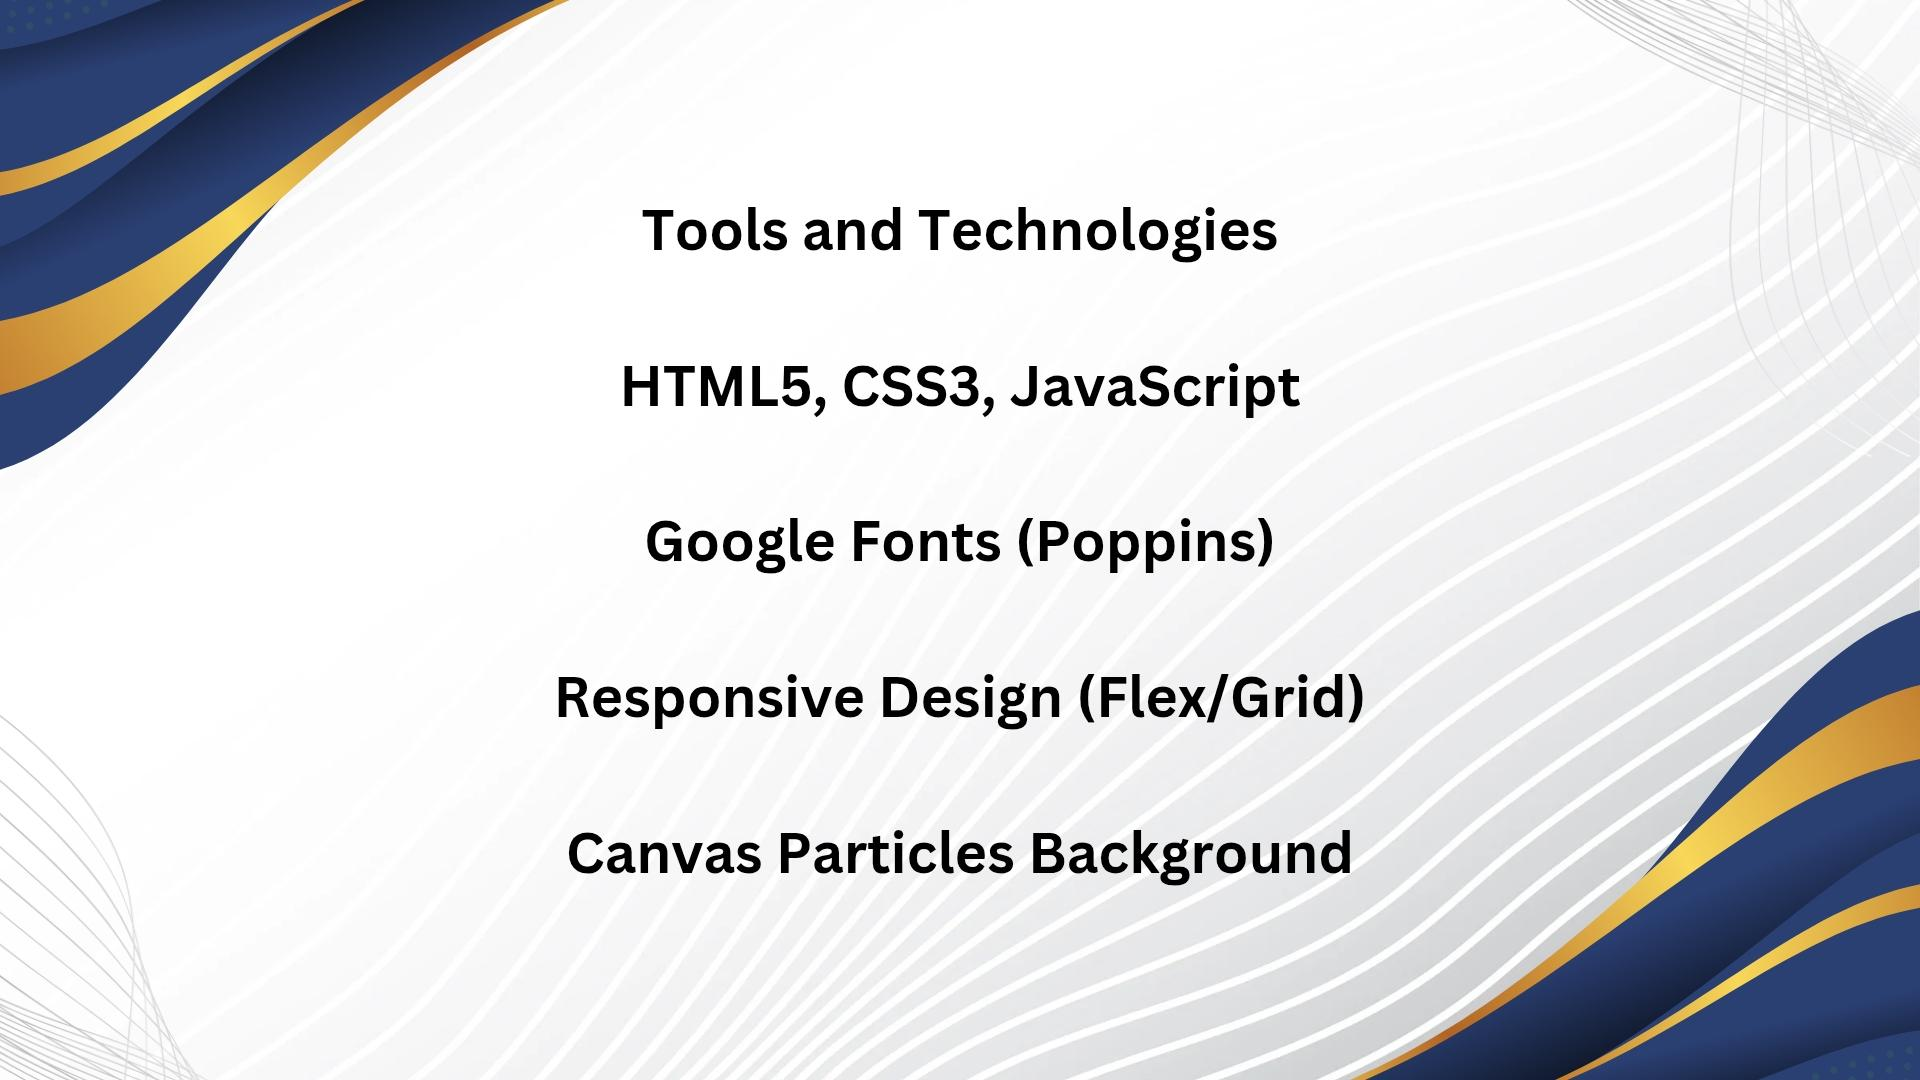 Tools and Technologies
HTML5, CSS3, JavaScript
Google Fonts (Poppins)
Responsive Design (Flex/Grid)
Canvas Particles Background